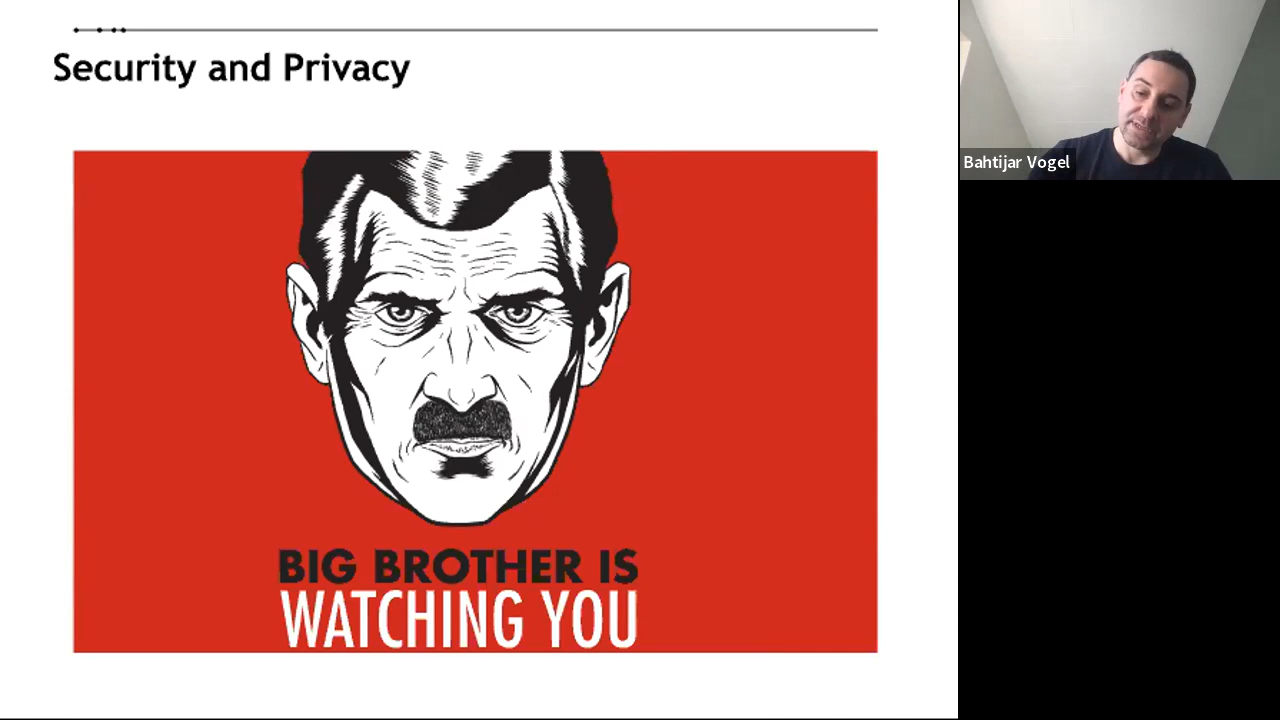 Security and Privacy
BIG BROTHER IS
WATCHING YOU
Bahtijar Vogel